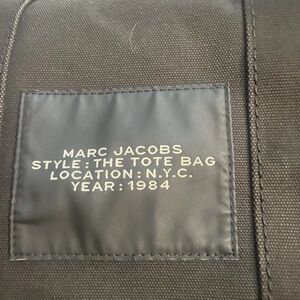 MARC JACOBS
STYLE : THE TOTE BAG
LOCATION : N.Y.C.
YEAR : 1984